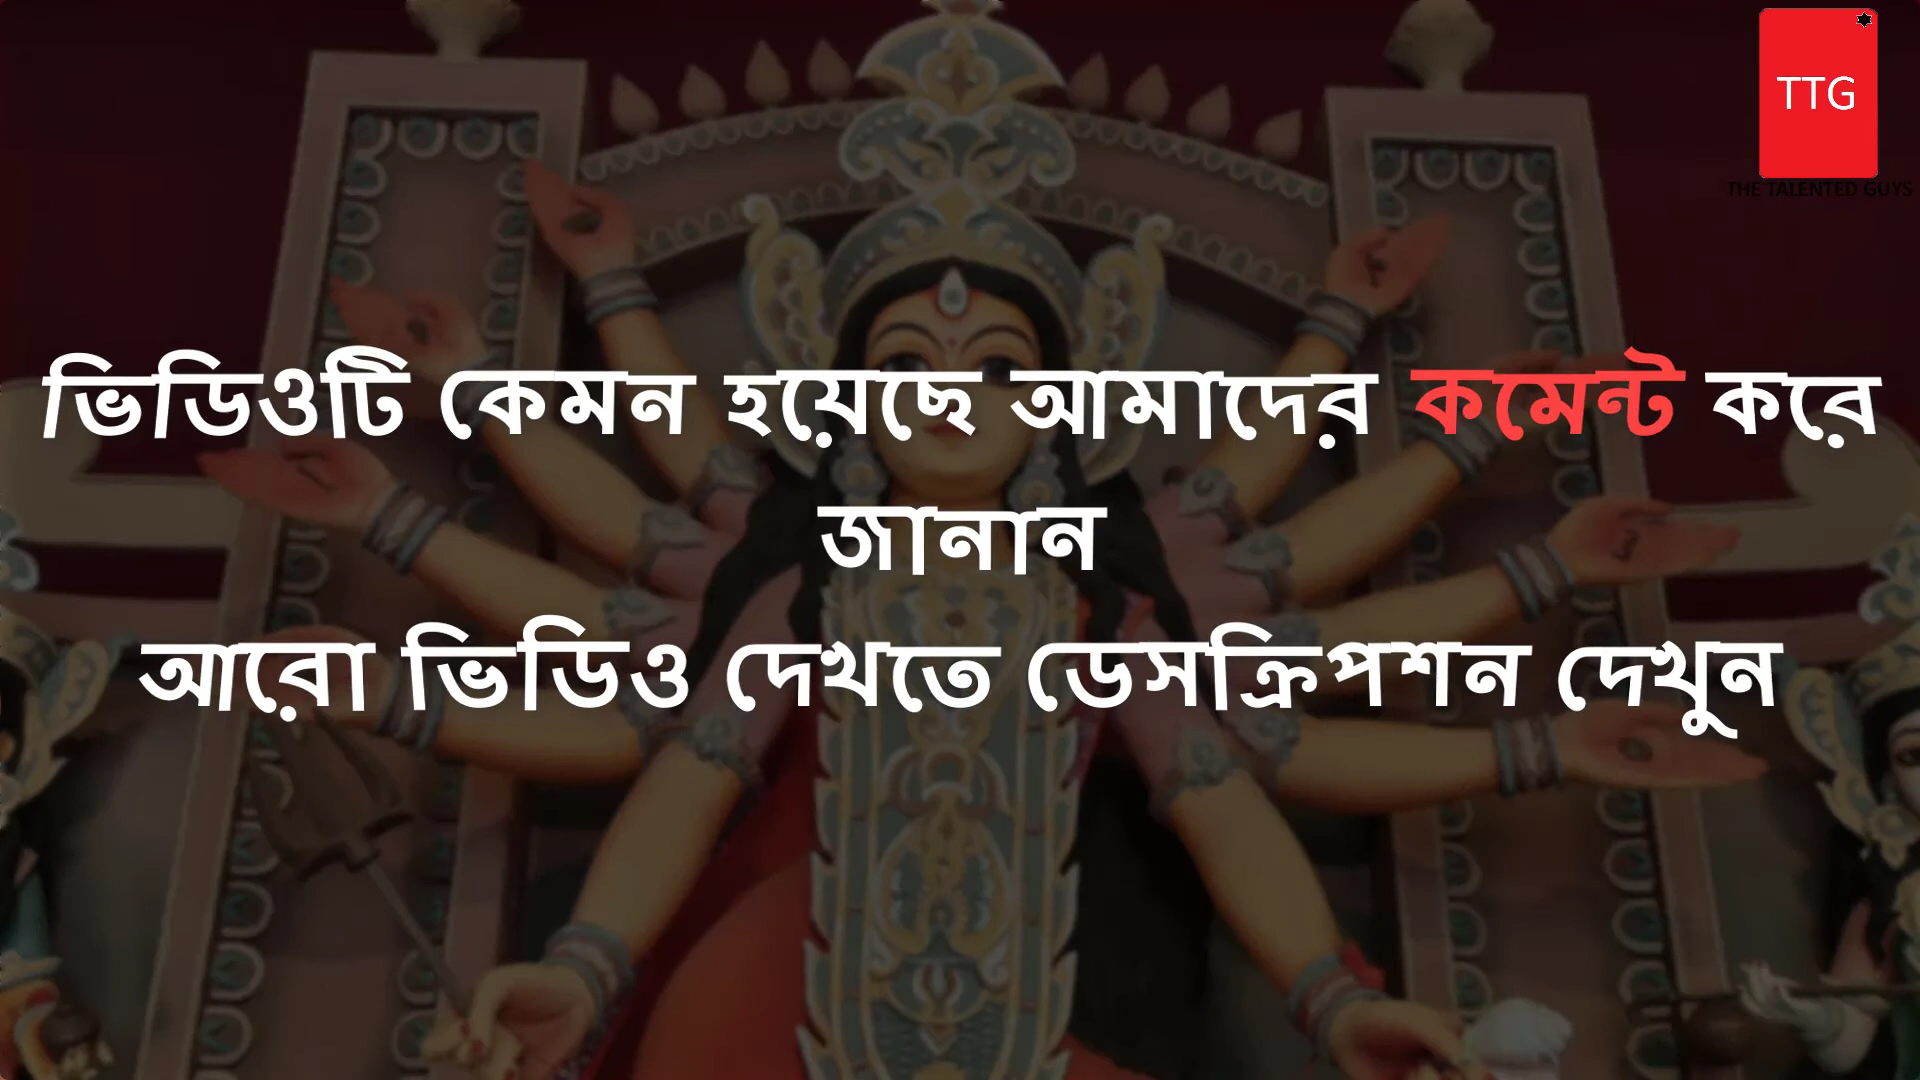 TTG
THE TALENTED GUYS
ভিডিওটি কেমন হয়েছে আমাদের কমেন্ট করে
জানান
আরো ভিডিও দেখতে ডেসক্রিপশন দেখুন